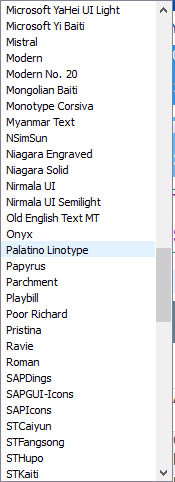 Microsoft YaHei UI Light
Microsoft Yi Baiti
Mistral
Modern
Modern No. 20
Mongolian Baiti
Monotype Corsiva
Myanmar Text
NSimSun
Niagara Engraved
Niagara Solid
Nirmala UI
Nirmala UI Semilight
Old English Text MT
Onyx
Palatino Linotype
Papyrus
Parchment
Playbill
Poor Richard
Pristina
Ravie
Roman
SAPDings
SAPGUI-Icons
SAPIcons
STCaiyun
STFangsong
STHupo
STKaiti